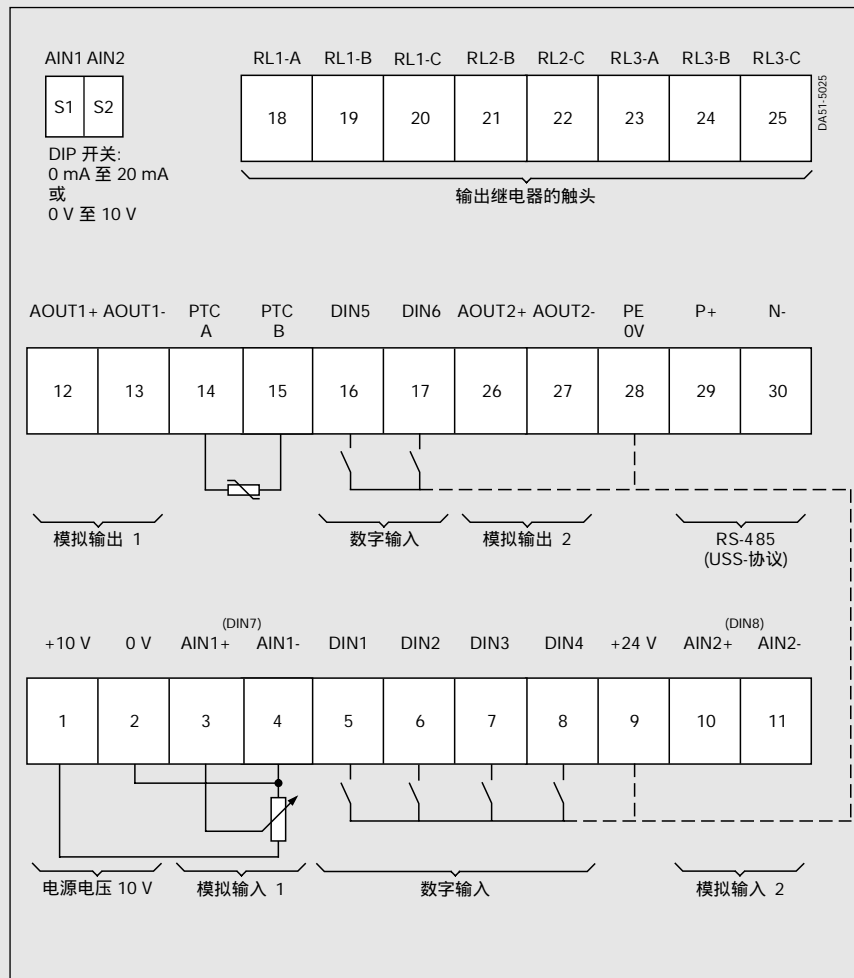 AIN1 AIN2
S1 S2
DIP 开关:
0 mA 至 20 mA
或
0 V 至 10 V
RL1-A RL1-B RL1-C RL2-B RL2-C RL3-A RL3-B RL3-C
18 19 20 21 22 23 24 25
DA51-5025
输出继电器的触头
AOUT1+ AOUT1- PTC PTC DIN5 DIN6 AOUT2+ AOUT2- PE P+ N-
A B 0V
12 13 14 15 16 17 26 27 28 29 30
模拟输出 1 数字输入 模拟输出 2 RS-485
(USS-协议)
(DIN7) (DIN8)
+10 V 0 V AIN1+ AIN1- DIN1 DIN2 DIN3 DIN4 +24 V AIN2+ AIN2-
1 2 3 4 5 6 7 8 9 10 11
电源电压 10 V 模拟输入 1 数字输入 模拟输入 2